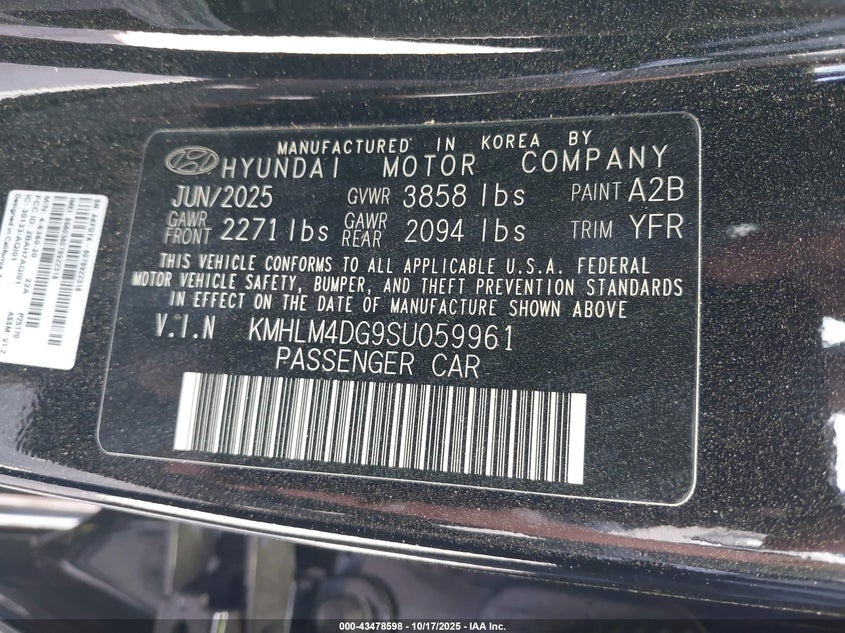 MANUFACTURED IN KOREA BY
HYUNDAI MOTOR COMPANY
JUN/2025 GVWR 3858 lbs PAINT A2B
GAWR FRONT 2271 lbs GAWR REAR 2094 lbs TRIM YFR
THIS VEHICLE CONFORMS TO ALL APPLICABLE U.S.A. FEDERAL
MOTOR VEHICLE SAFETY, BUMPER, AND THEFT PREVENTION STANDARDS
IN EFFECT ON THE DATE OF MANUFACTURE SHOWN ABOVE
V.I.N KMHLM4DG9SU059961
PASSENGER CAR
P25170
22A
000-43478598 | 10/17/2025 - IAA Inc.